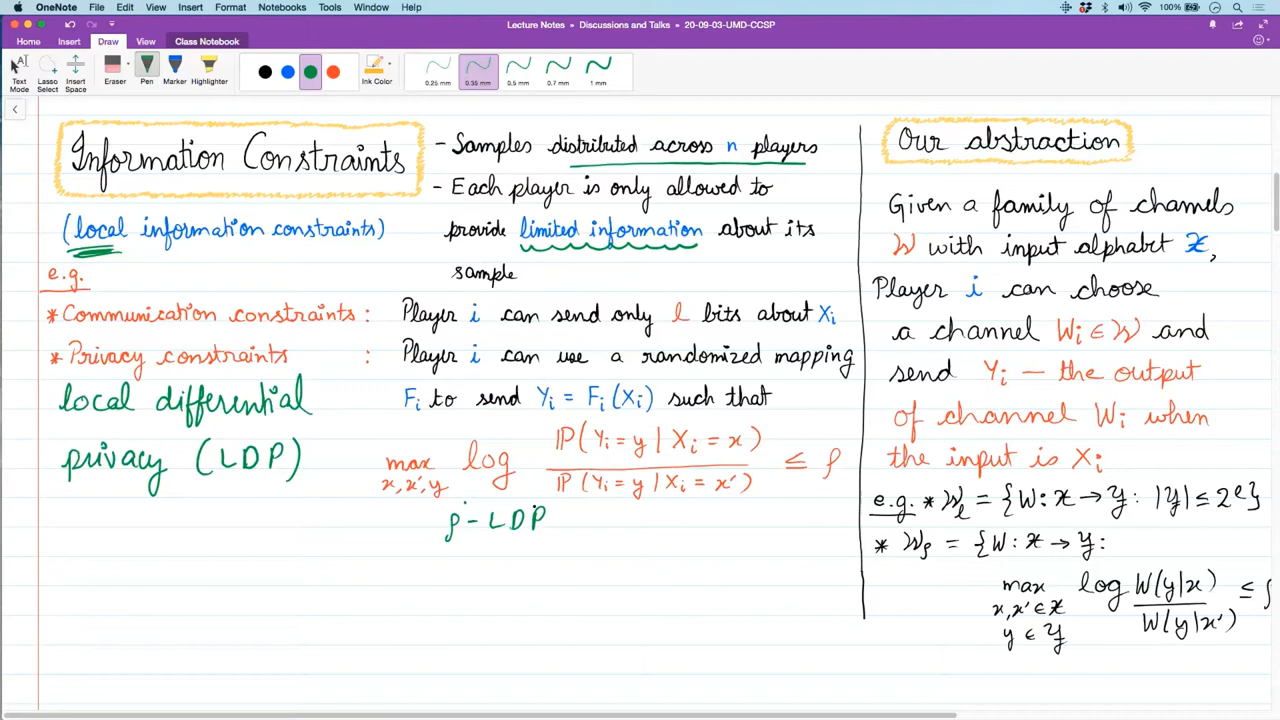 OneNote File Edit View Insert Format Notebooks Tools Window Help 100%
Lecture Notes » Discussions and Talks » 20-09-03-UMD-CCSP
Home Insert Draw View Class Notebook
Text Mode Lasso Select Insert Space Eraser Pen Marker Highlighter Ink Color 0.25 mm 0.35 mm 0.5 mm 0.7 mm 1 mm
Information Constraints
(local information constraints)
- Samples distributed across n players
- Each player is only allowed to
provide limited information about its
sample
e.g.
* Communication constraints : Player i can send only l bits about Xi
* Privacy constraints : Player i can use a randomized mapping
Fi to send Yi = Fi(Xi) such that
local differential
privacy (LDP)
max x,x',y log P(Yi = y | Xi = x) / P(Yi = y | Xi = x') ≤ ρ
ρ-LDP
Our abstraction
Given a family of channels
W with input alphabet X,
Player i can choose
a channel Wi ∈ W and
send Yi — the output
of channel Wi when
the input is Xi
e.g. * Wl = {W: X → Y: |Y| ≤ 2^l}
* Wρ = {W: X → Y:
max x,x' ∈ X y ∈ Y log W(y|x) / W(y|x') ≤ ρ